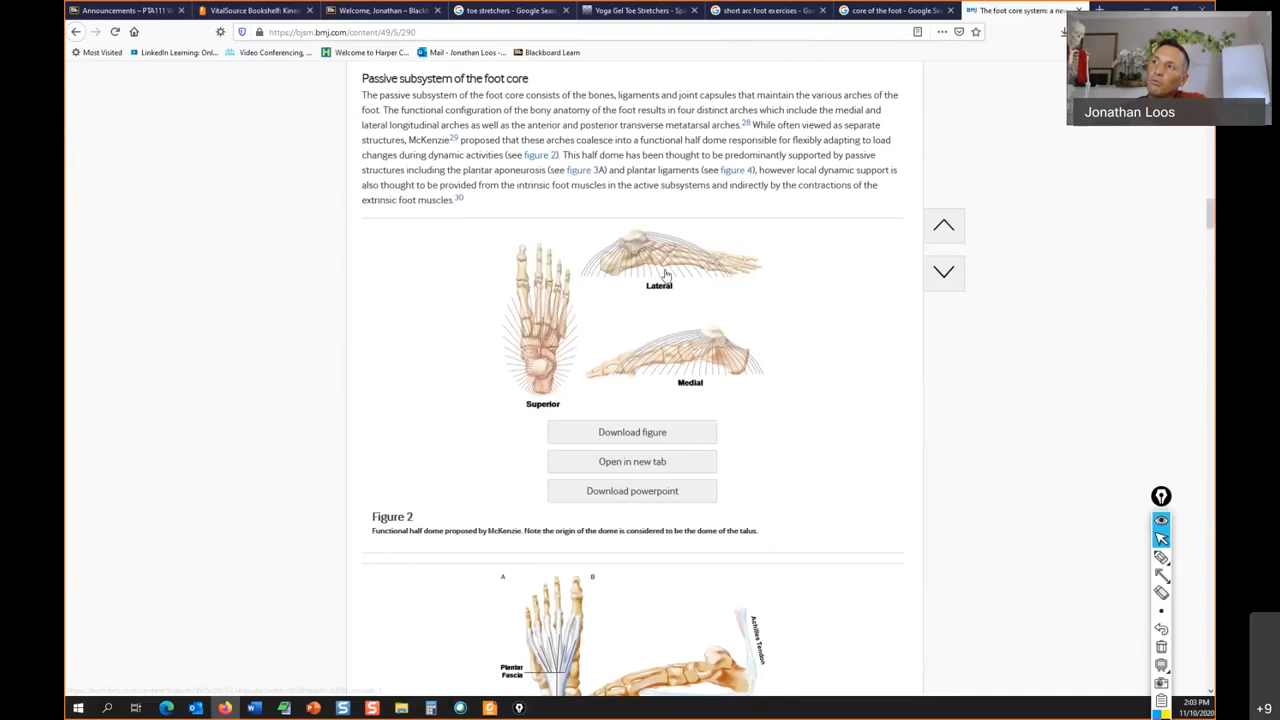 Announcements – PTA111 W
VitalSource Bookshelf: Kine
Welcome, Jonathan – Blackb
toe stretchers - Google Sear
Yoga Gel Toe Stretchers - Spa
short arc foot exercises - Go
core of the foot - Google Sea
BMJ The foot core system: a ne
https://bjsm.bmj.com/content/49/5/290
Most Visited
LinkedIn Learning: Onl...
Video Conferencing, ...
Welcome to Harper C...
Mail - Jonathan Loos -...
Blackboard Learn
Jonathan Loos
Passive subsystem of the foot core
The passive subsystem of the foot core consists of the bones, ligaments and joint capsules that maintain the various arches of the
foot. The functional configuration of the bony anatomy of the foot results in four distinct arches which include the medial and
lateral longitudinal arches as well as the anterior and posterior transverse metatarsal arches.28 While often viewed as separate
structures, McKenzie29 proposed that these arches coalesce into a functional half dome responsible for flexibly adapting to load
changes during dynamic activities (see figure 2). This half dome has been thought to be predominantly supported by passive
structures including the plantar aponeurosis (see figure 3A) and plantar ligaments (see figure 4), however local dynamic support is
also thought to be provided from the intrinsic foot muscles in the active subsystems and indirectly by the contractions of the
extrinsic foot muscles.30
Lateral
Medial
Superior
Download figure
Open in new tab
Download powerpoint
Figure 2
Functional half dome proposed by McKenzie. Note the origin of the dome is considered to be the dome of the talus.
A
B
Achilles Tendon
Plantar
Fascia
2:03 PM
11/10/2020
+9